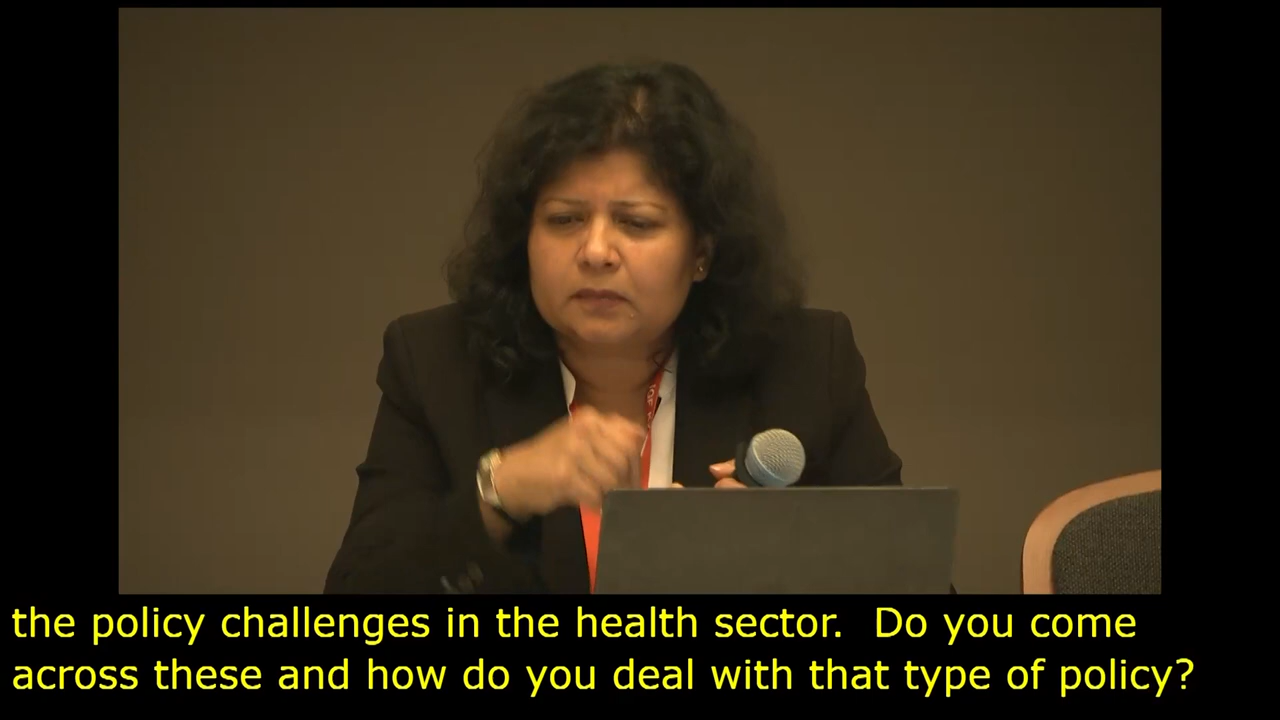 the policy challenges in the health sector.  Do you come
across these and how do you deal with that type of policy?